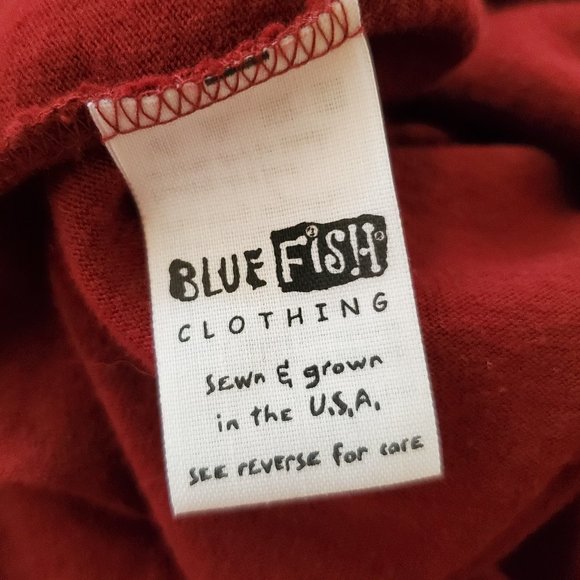 BLUE FISH
CLOTHING
sewn & grown
in the U.S.A.
see reverse for care